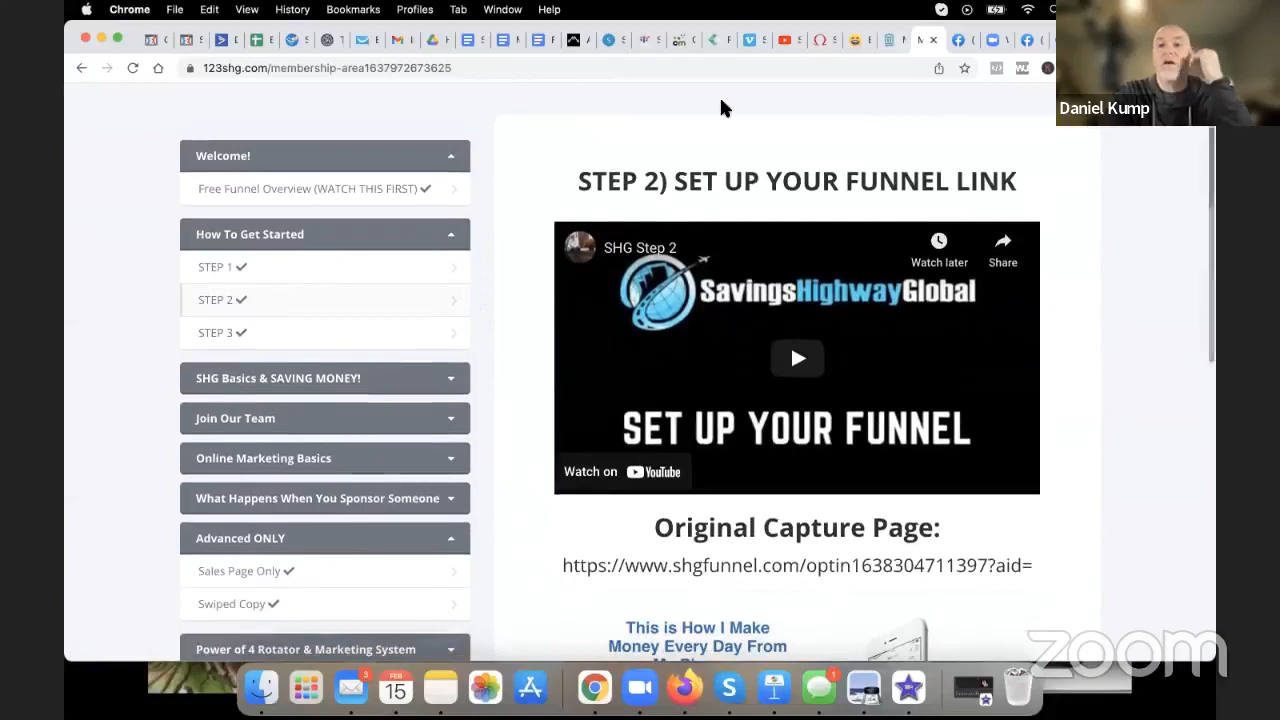 Chrome File Edit View History Bookmarks Profiles Tab Window Help
123shg.com/membership-area1637972673625
Daniel Kump
Welcome!
Free Funnel Overview (WATCH THIS FIRST)
How To Get Started
STEP 1
STEP 2
STEP 3
SHG Basics & SAVING MONEY!
Join Our Team
Online Marketing Basics
What Happens When You Sponsor Someone
Advanced ONLY
Sales Page Only
Swiped Copy
Power of 4 Rotator & Marketing System
STEP 2) SET UP YOUR FUNNEL LINK
SHG Step 2
Watch later
Share
SavingsHighwayGlobal
SET UP YOUR FUNNEL
Watch on YouTube
Original Capture Page:
https://www.shgfunnel.com/optin1638304711397?aid=
This is How I Make
Money Every Day From
zoom
3
FEB
15
1